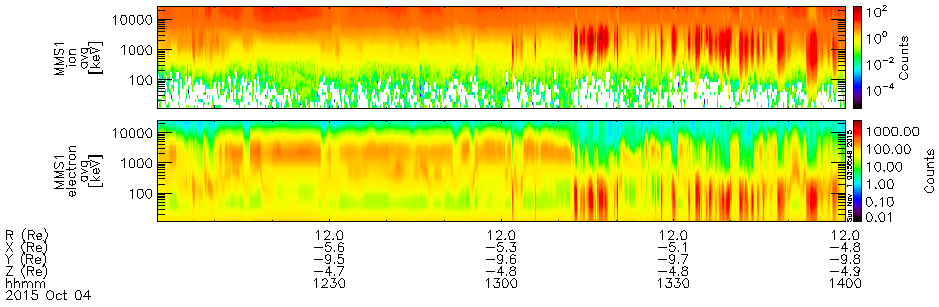 MMS1
ion
avg
[keV]
10000
1000
100
10²
10⁰
10⁻²
10⁻⁴
Counts
MMS1
electron
avg
[keV]
10000
1000
100
1000.00
100.00
10.00
1.00
0.10
0.01
Counts
R (Re) 12.0 12.0 12.0 12.0
X (Re) −5.6 −5.3 −5.1 −4.8
Y (Re) −9.5 −9.6 −9.7 −9.8
Z (Re) −4.7 −4.8 −4.8 −4.9
hhmm 1230 1300 1330 1400
2015 Oct 04